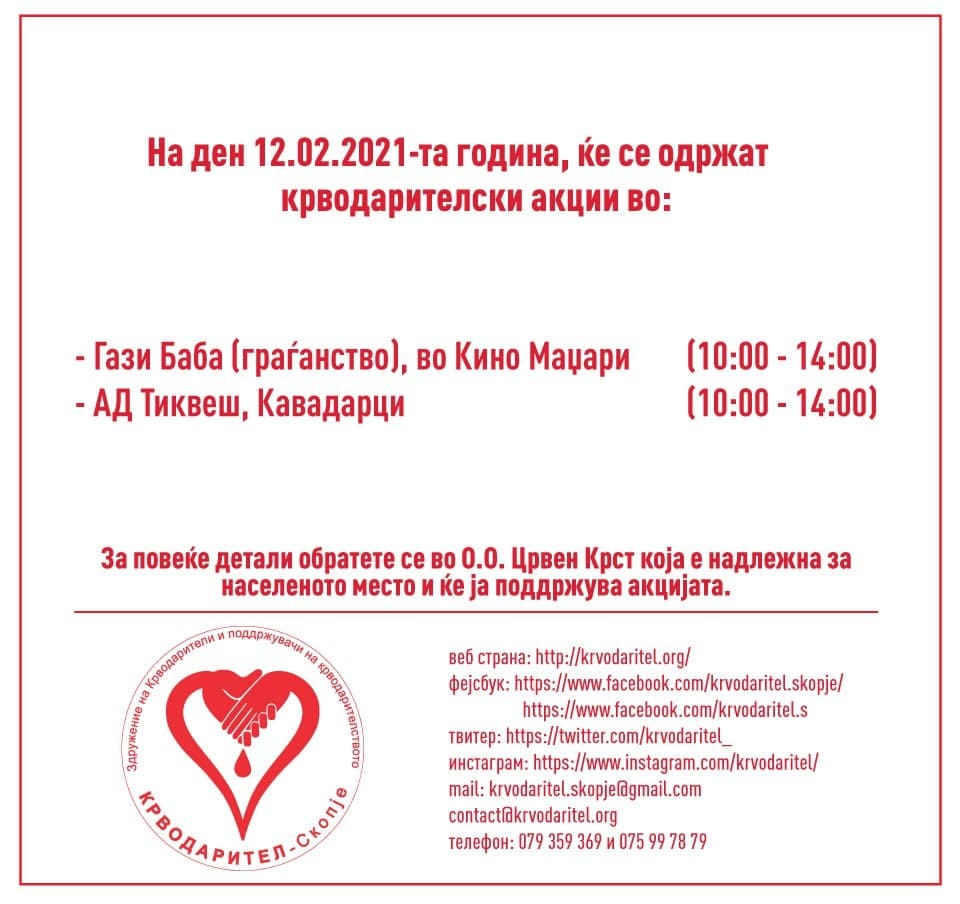 На ден 12.02.2021-та година, ќе се одржат
крводарителски акции во:
- Гази Баба (граѓанство), во Кино Маџари (10:00 - 14:00)
- АД Тиквеш, Кавадарци (10:00 - 14:00)
За повеќе детали обратете се во О.О. Црвен Крст која е надлежна за
населеното место и ќе ја поддржува акцијата.
Здружение на Крводарители и поддржувачи на крводарителството
КРВОДАРИТЕЛ-Скопје
веб страна: http://krvodaritel.org/
фејсбук: https://www.facebook.com/krvodaritel.skopje/
https://www.facebook.com/krvodaritel.s
твитер: https://twitter.com/krvodaritel_
инстаграм: https://www.instagram.com/krvodaritel/
mail: krvodaritel.skopje@gmail.com
contact@krvodaritel.org
телефон: 079 359 369 и 075 99 78 79